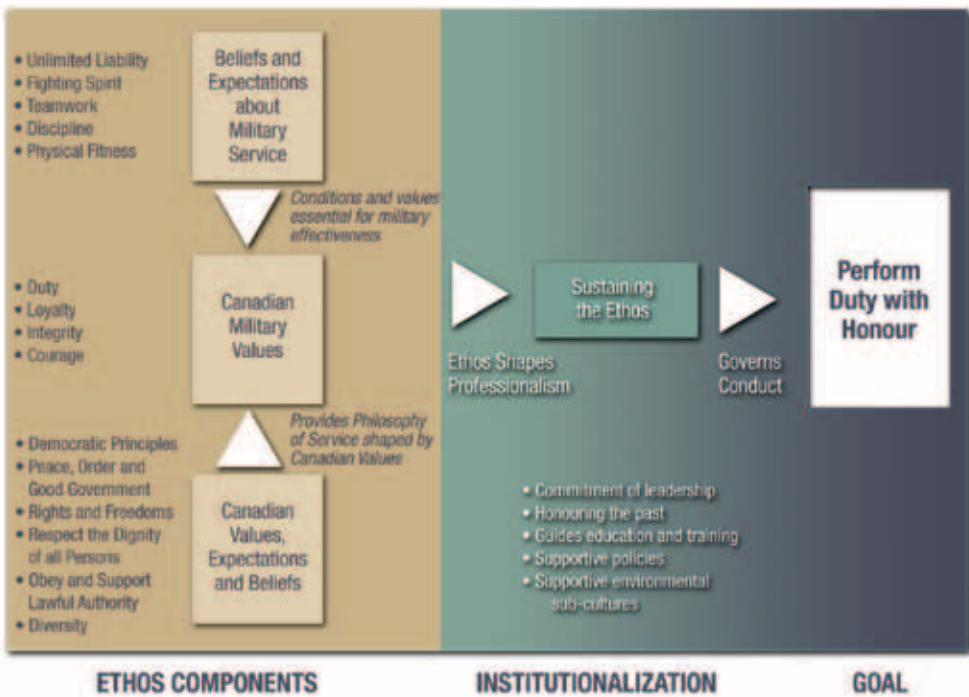 • Unlimited Liability
• Fighting Spirit
• Teamwork
• Discipline
• Physical Fitness
Beliefs and
Expectations
about
Military
Service
Conditions and values
essential for military
effectiveness
• Duty
• Loyalty
• Integrity
• Courage
Canadian
Military
Values
Provides Philosophy
of Service shaped by
Canadian Values
• Democratic Principles
• Peace, Order and
Good Government
• Rights and Freedoms
• Respect the Dignity
of all Persons
• Obey and Support
Lawful Authority
• Diversity
Canadian
Values,
Expectations
and Beliefs
Ethos Shapes
Professionalism
Sustaining
the Ethos
Governs
Conduct
• Commitment of leadership
• Honouring the past
• Guides education and training
• Supportive policies
• Supportive environmental
sub-cultures
Perform
Duty with
Honour
ETHOS COMPONENTS
INSTITUTIONALIZATION
GOAL